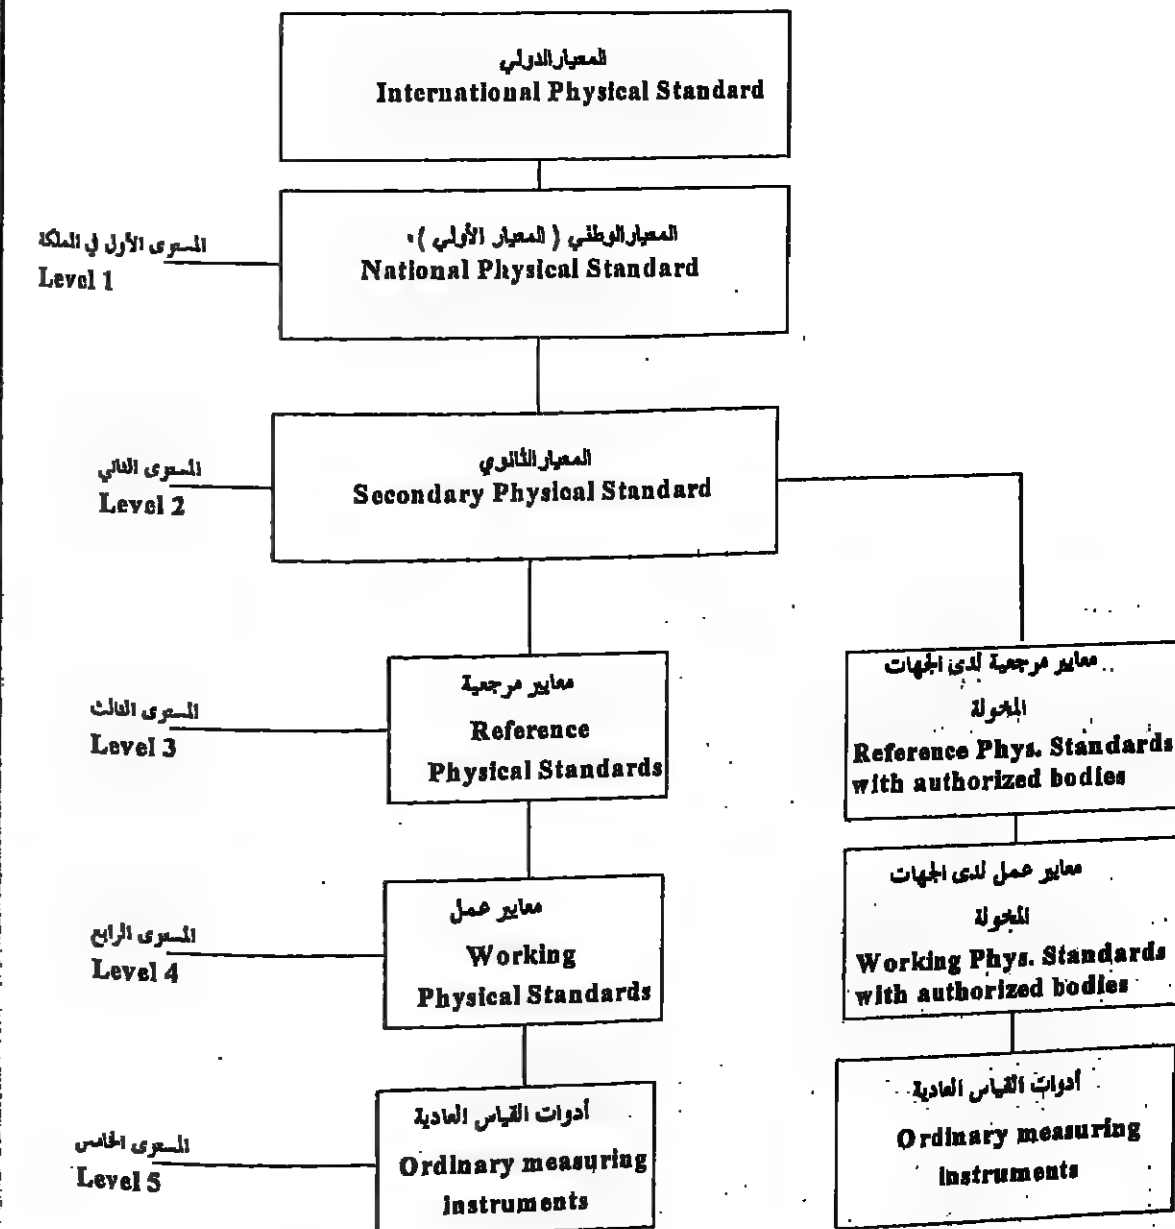 المعيار الدولي
International Physical Standard
المستوى الأول في المملكة
Level 1
المعيار الوطني ( المعيار الأولي )
National Physical Standard
المستوى الثاني
Level 2
المعيار الثانوي
Secondary Physical Standard
المستوى الثالث
Level 3
معايير مرجعية
Reference
Physical Standards
معايير مرجعية لدى الجهات
المخولة
Reference Phys. Standards
with authorized bodies
المستوى الرابع
Level 4
معايير عمل
Working
Physical Standards
معايير عمل لدى الجهات
المخولة
Working Phys. Standards
with authorized bodies
المستوى الخامس
Level 5
أدوات القياس العادية
Ordinary measuring
instruments
أدوات القياس العادية
Ordinary measuring
instruments